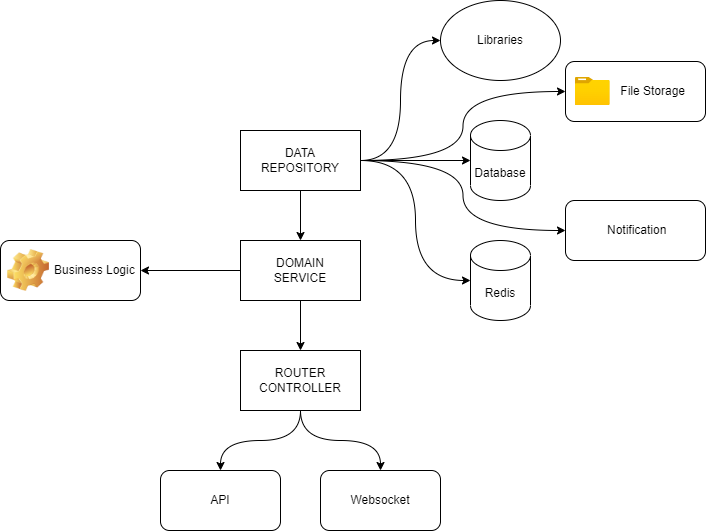 Libraries
File Storage
DATA
REPOSITORY
Database
Notification
DOMAIN
SERVICE
Business Logic
Redis
ROUTER
CONTROLLER
API
Websocket